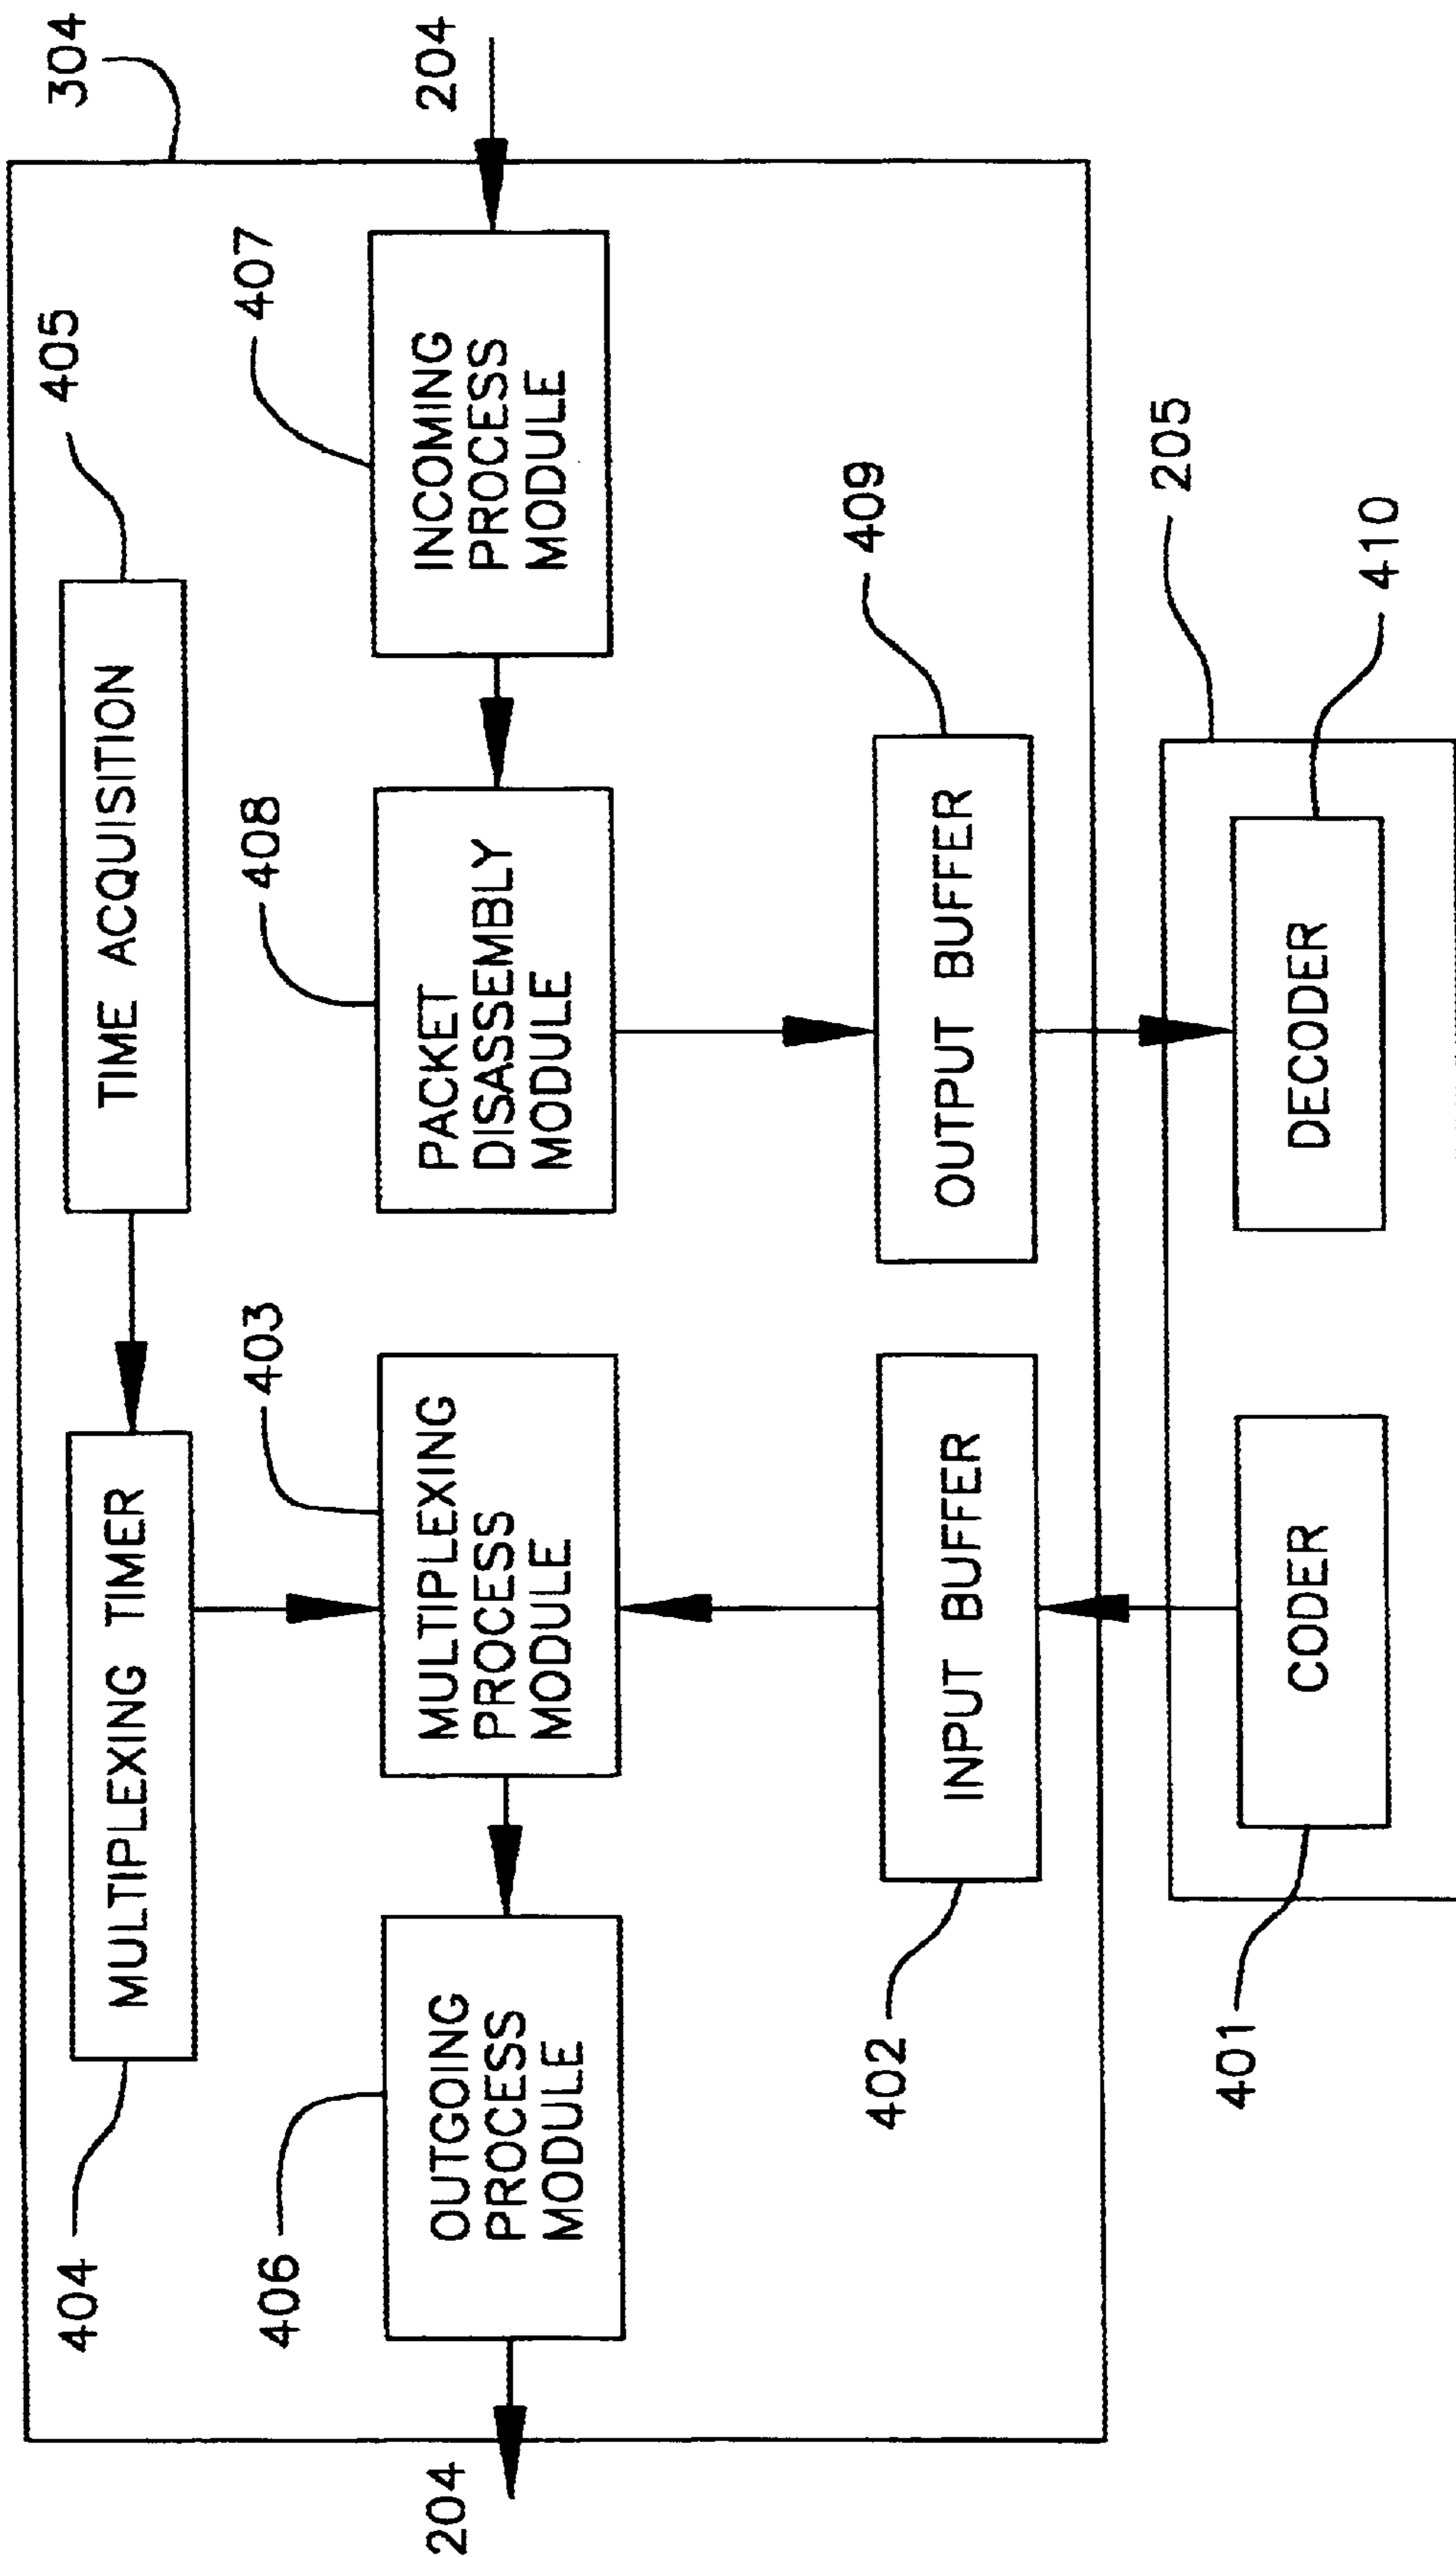 304
405
TIME ACQUISITION
404
MULTIPLEXING TIMER
204
407
INCOMING
PROCESS
MODULE
408
PACKET
DISASSEMBLY
MODULE
403
MULTIPLEXING
PROCESS
MODULE
406
OUTGOING
PROCESS
MODULE
204
409
OUTPUT BUFFER
INPUT BUFFER
402
205
410
DECODER
CODER
401